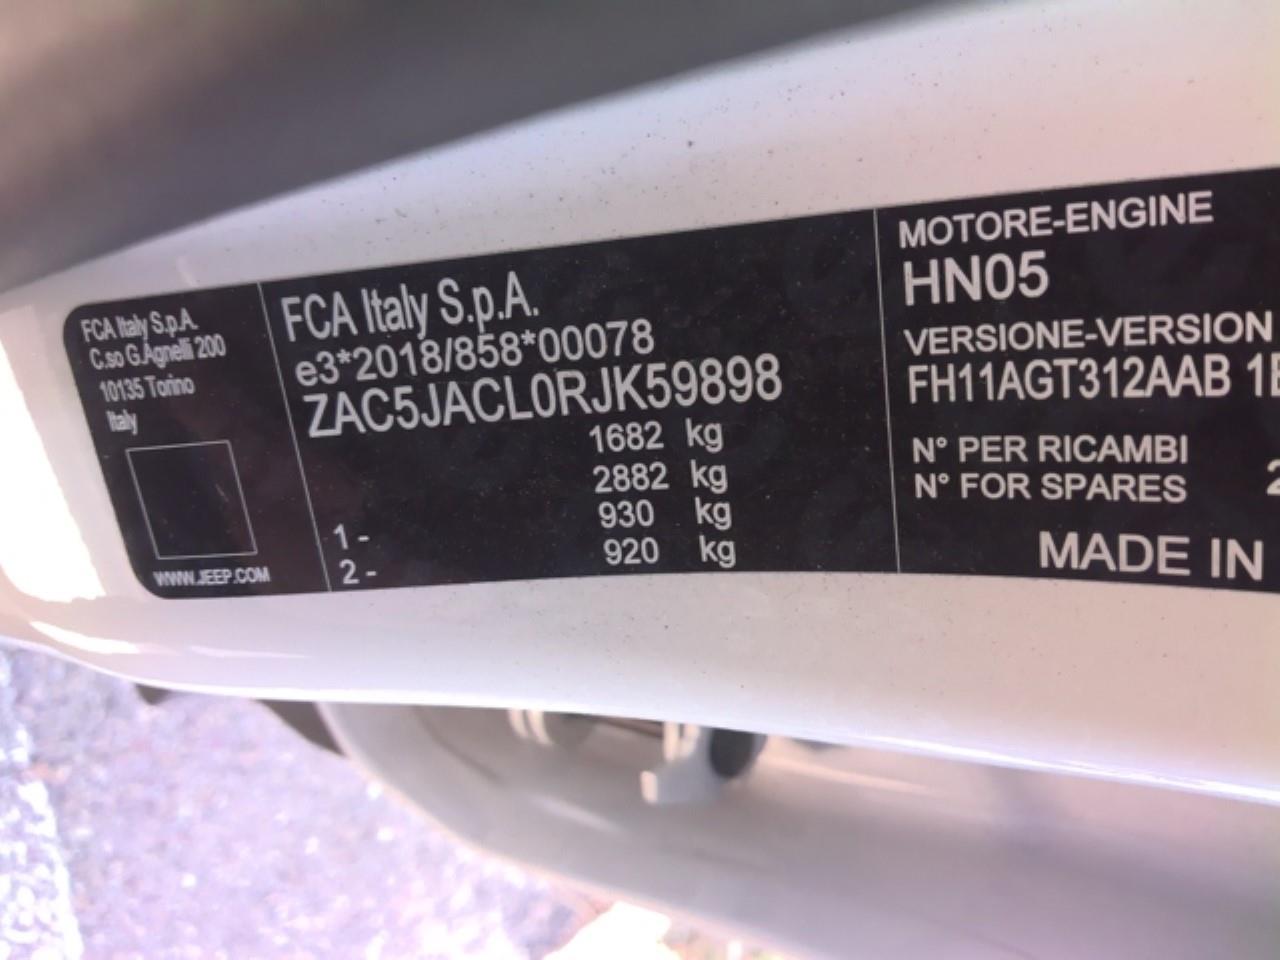 FCA Italy S.p.A.
C.so G.Agnelli 200
10135 Torino
Italy
WWW.JEEP.COM
FCA Italy S.p.A.
e3*2018/858*00078
ZAC5JACL0RJK59898
1682 kg
2882 kg
1 - 930 kg
2 - 920 kg
MOTORE-ENGINE
HN05
VERSIONE-VERSION
FH11AGT312AAB
N° PER RICAMBI
N° FOR SPARES
MADE IN